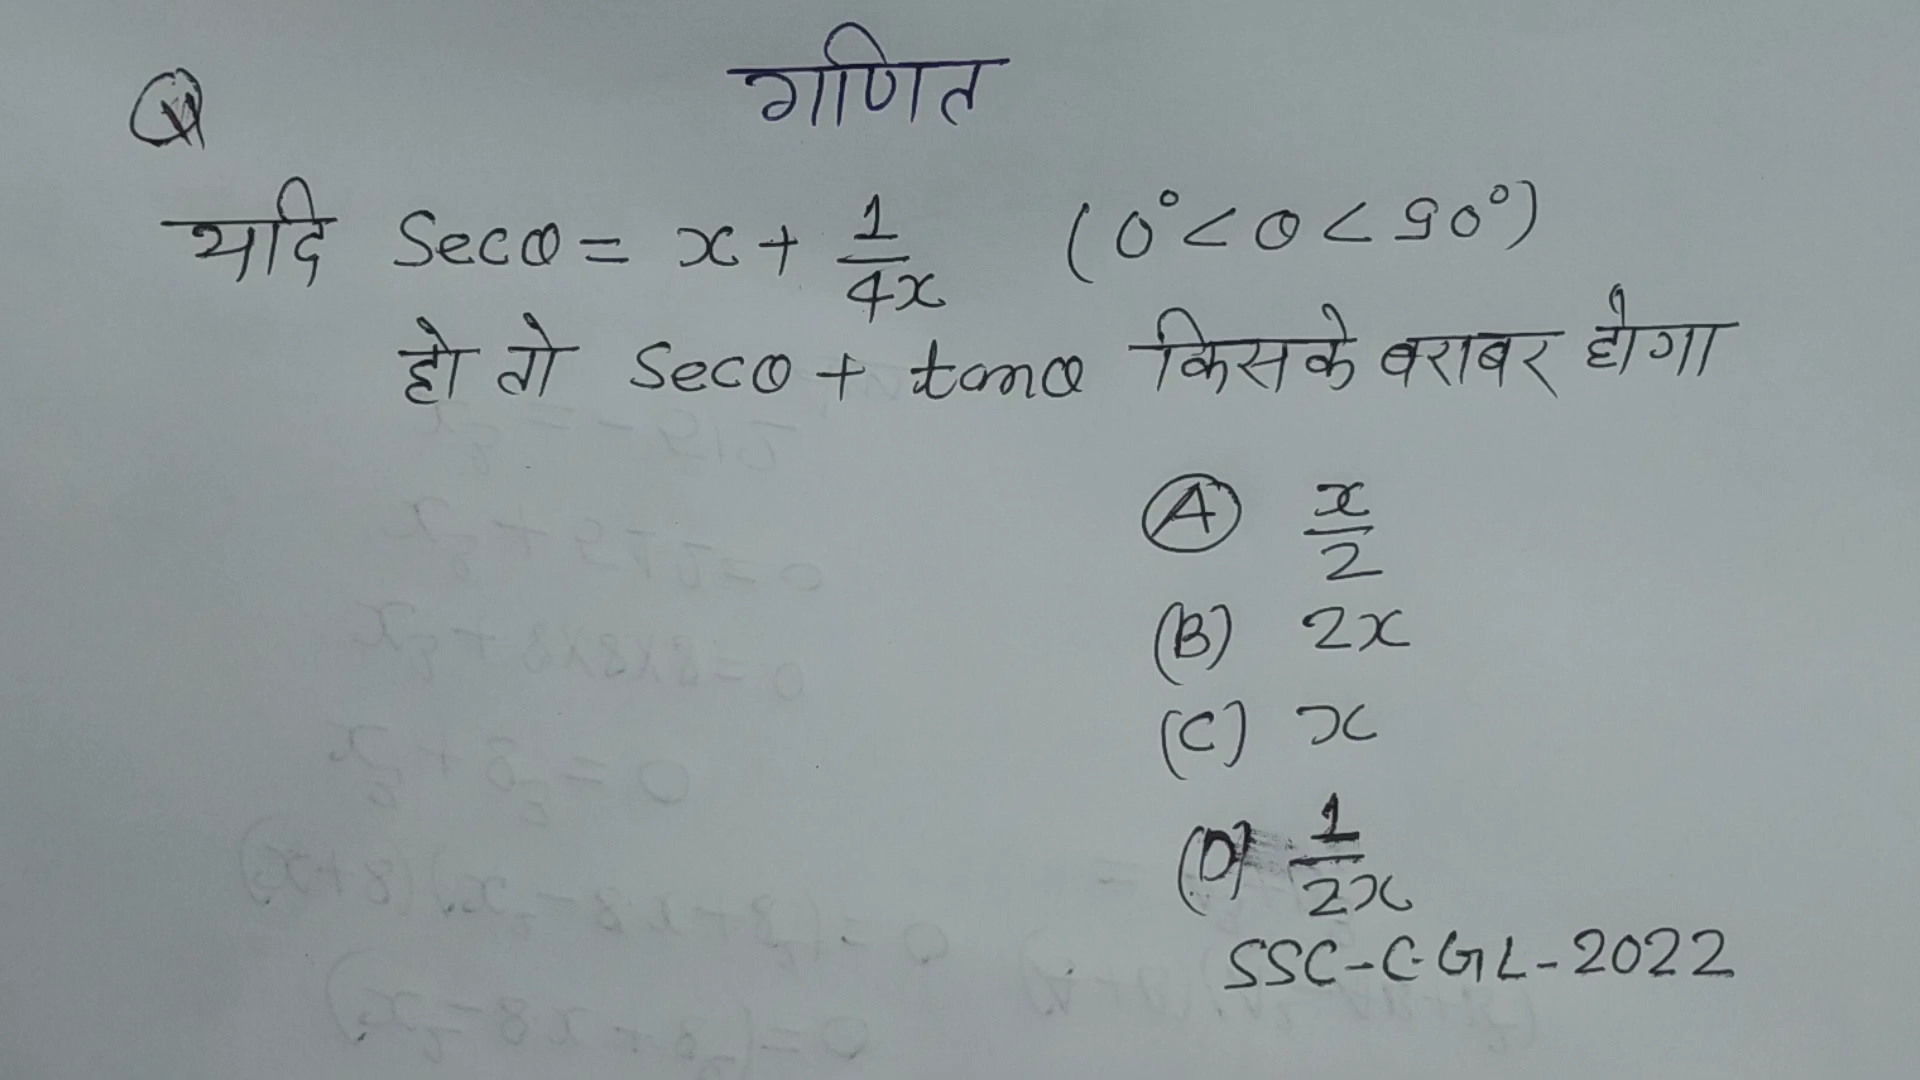 गणित
Q
यदि Secθ = x + 1/4x (0° < θ < 90°)
हो तो Secθ + tanθ किसके बराबर होगा
(A) x/2
(B) 2x
(C) x
(D) 1/2x
SSC-CGL-2022